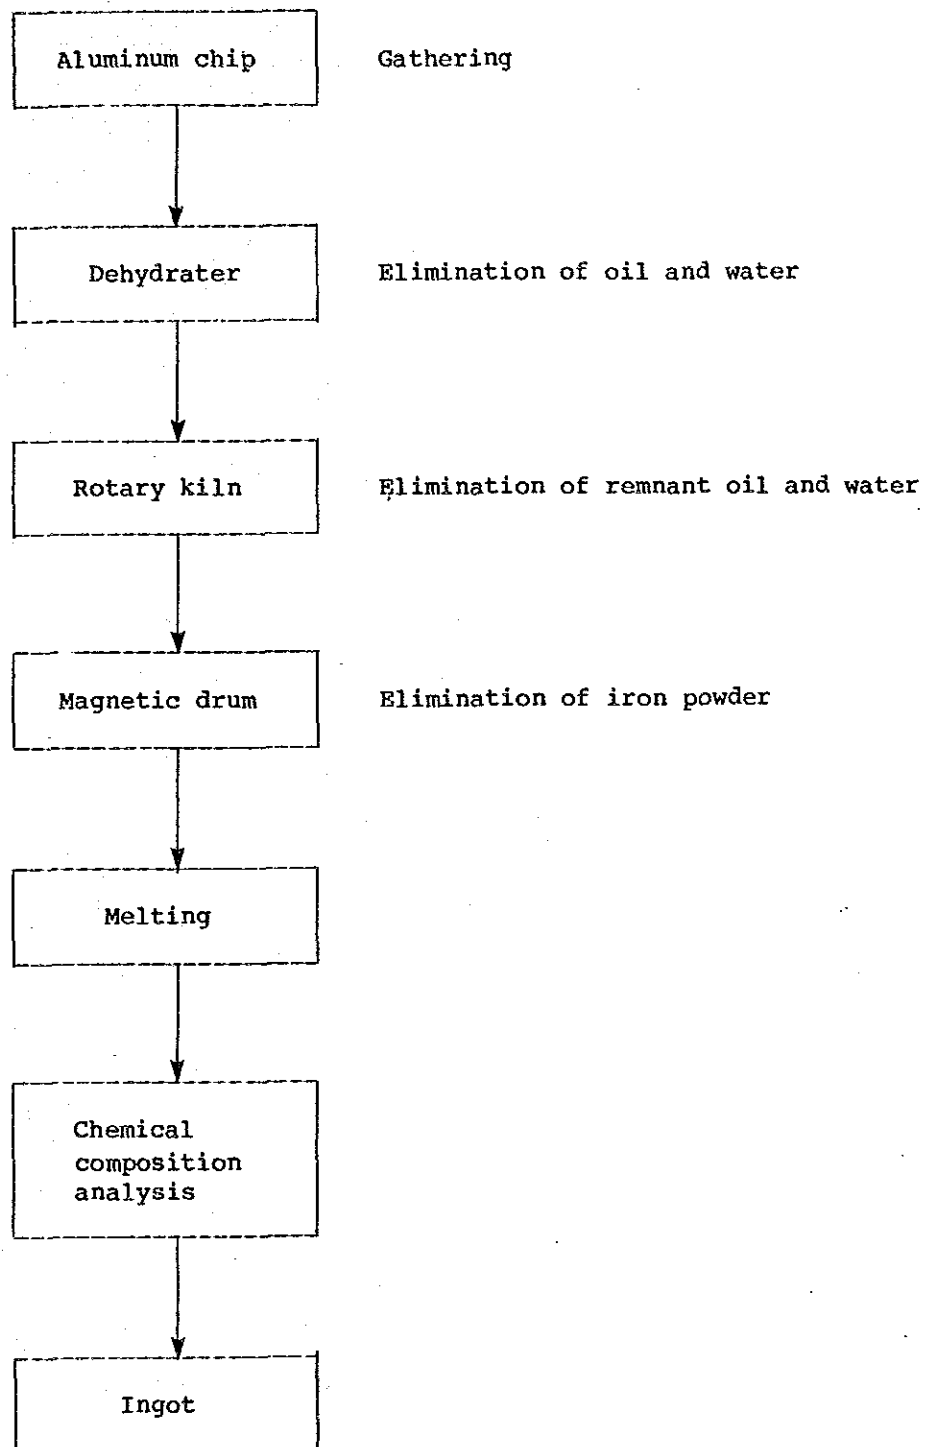 Aluminum chip Gathering
Dehydrater Elimination of oil and water
Rotary kiln Elimination of remnant oil and water
Magnetic drum Elimination of iron powder
Melting
Chemical
composition
analysis
Ingot